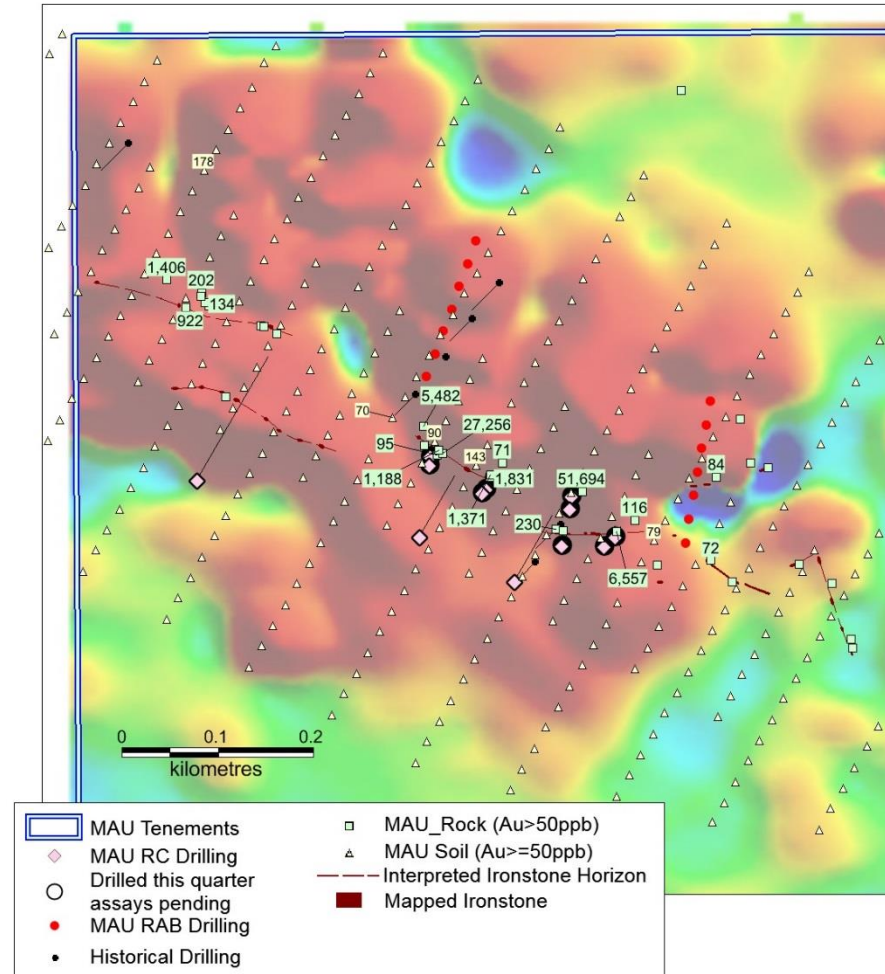 178
1,406
202
134
922
5,482
70
90
27,256
95
143
71
1,188
1,831
51,694
84
1,371
230
116
79
72
6,557
0 0.1 0.2
kilometres
MAU Tenements
MAU RC Drilling
Drilled this quarter
assays pending
MAU RAB Drilling
Historical Drilling
MAU_Rock (Au>50ppb)
MAU Soil (Au>=50ppb)
Interpreted Ironstone Horizon
Mapped Ironstone